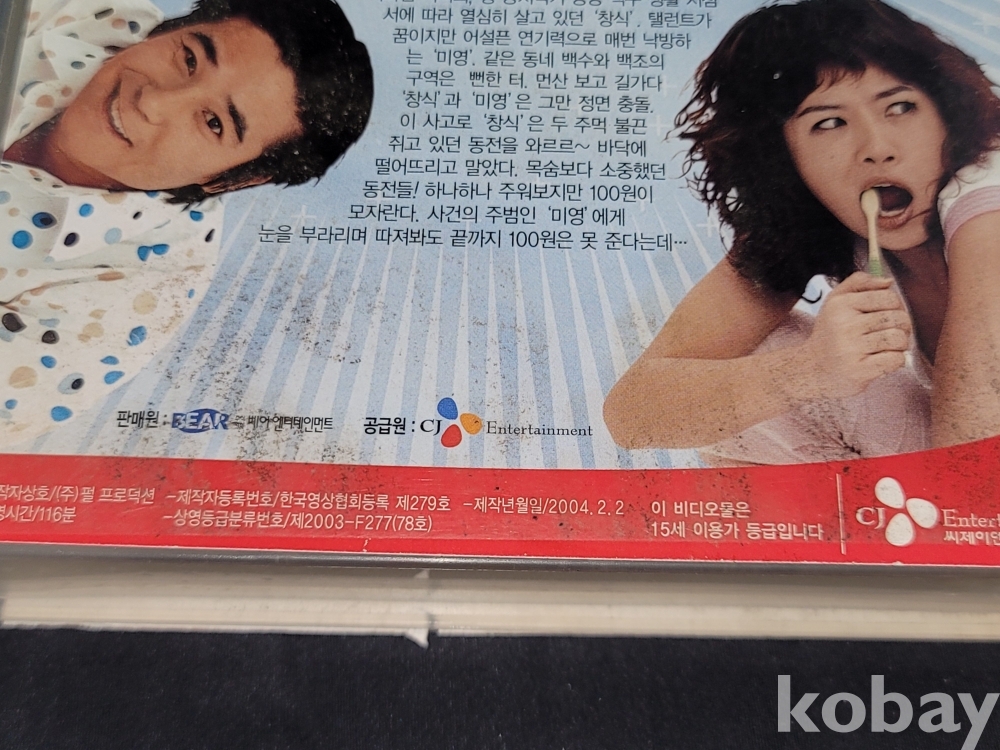 서에 따라 열심히 살고 있던 '창식'. 탤런트가
꿈이지만 어설픈 연기력으로 매번 낙방하
는 '미영'. 같은 동네 백수와 백조의
구역은 뻔한 터. 먼산 보고 길가다
'창식'과 '미영'은 그만 정면 충돌.
이 사고로 '창식'은 두 주먹 불끈
쥐고 있던 동전을 와르르~ 바닥에
떨어뜨리고 말았다. 목숨보다 소중했던
동전들! 하나하나 주워보지만 100원이
모자란다. 사건의 주범인 '미영'에게
눈을 부라리며 따져봐도 끝까지 100원은 못 준다는데…
판매원 : BEAR 베어 엔터테인먼트 공급원 : CJ Entertainment
작자상호/(주)펄 프로덕션 -제작자등록번호/한국영상협회등록 제279호 -제작년월일/2004.2.2 이 비디오물은
영시간/116분 -상영등급분류번호/제2003-F277(78호) 15세 이용가 등급입니다
CJ Entert
씨제이엔
kobay